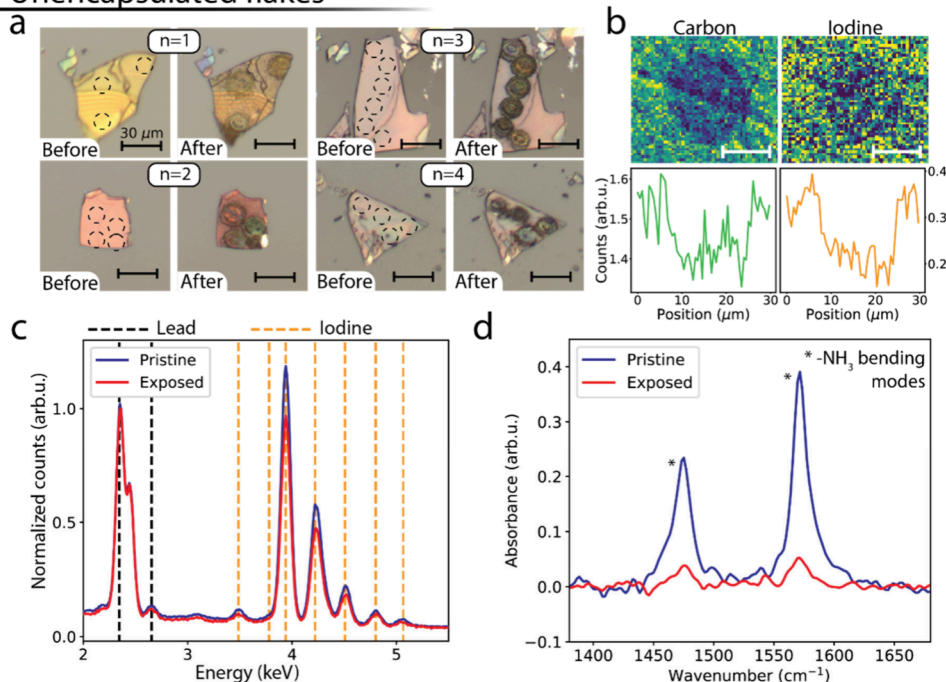 Unencapsulated flakes
a
n=1
n=3
30 µm
Before
After
Before
After
n=2
n=4
Before
After
Before
After
b
Carbon
Iodine
1.6
1.5
1.4
Counts (arb.u.)
0.4
0.3
0.2
0 10 20 30
0 10 20 30
Position (µm)
Position (µm)
c
Lead
Iodine
Pristine
Exposed
Normalized counts (arb.u.)
1.0
0.5
0.0
2 3 4 5
Energy (keV)
d
Pristine
Exposed
* -NH3 bending
modes
*
*
Absorbance (arb.u.)
0.4
0.3
0.2
0.1
0.0
−0.1
1400 1450 1500 1550 1600 1650
Wavenumber (cm⁻¹)